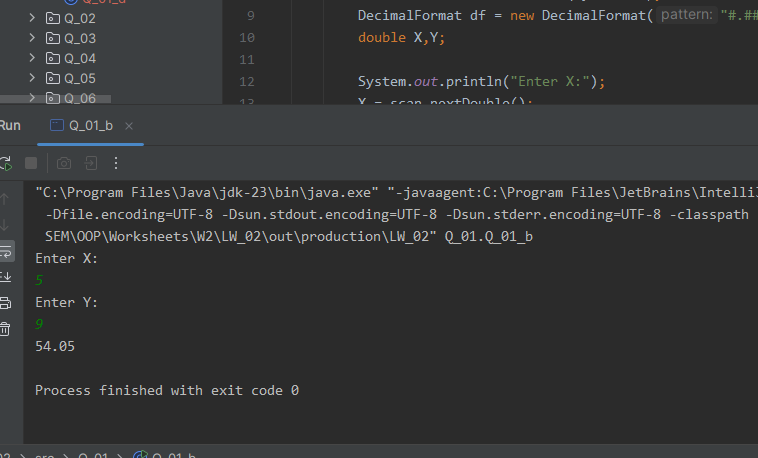 Q_01_a
Q_02
Q_03
Q_04
Q_05
Q_06
9 DecimalFormat df = new DecimalFormat( pattern: "#.##
10 double X,Y;
11
12 System.out.println("Enter X:");
13 X = scan.nextDouble();
Run Q_01_b
"C:\Program Files\Java\jdk-23\bin\java.exe" "-javaagent:C:\Program Files\JetBrains\IntelliJ
-Dfile.encoding=UTF-8 -Dsun.stdout.encoding=UTF-8 -Dsun.stderr.encoding=UTF-8 -classpath
SEM\OOP\Worksheets\W2\LW_02\out\production\LW_02" Q_01.Q_01_b
Enter X:
5
Enter Y:
9
54.05
Process finished with exit code 0
src > Q_01 > Q_01_b